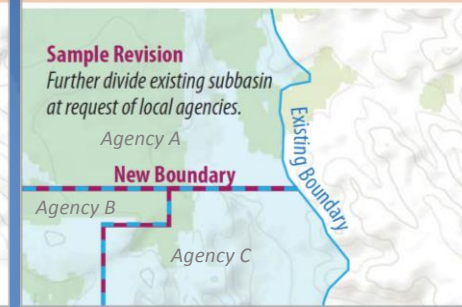 Sample Revision
Further divide existing subbasin
at request of local agencies.
Agency A
New Boundary
Existing Boundary
Agency B
Agency C